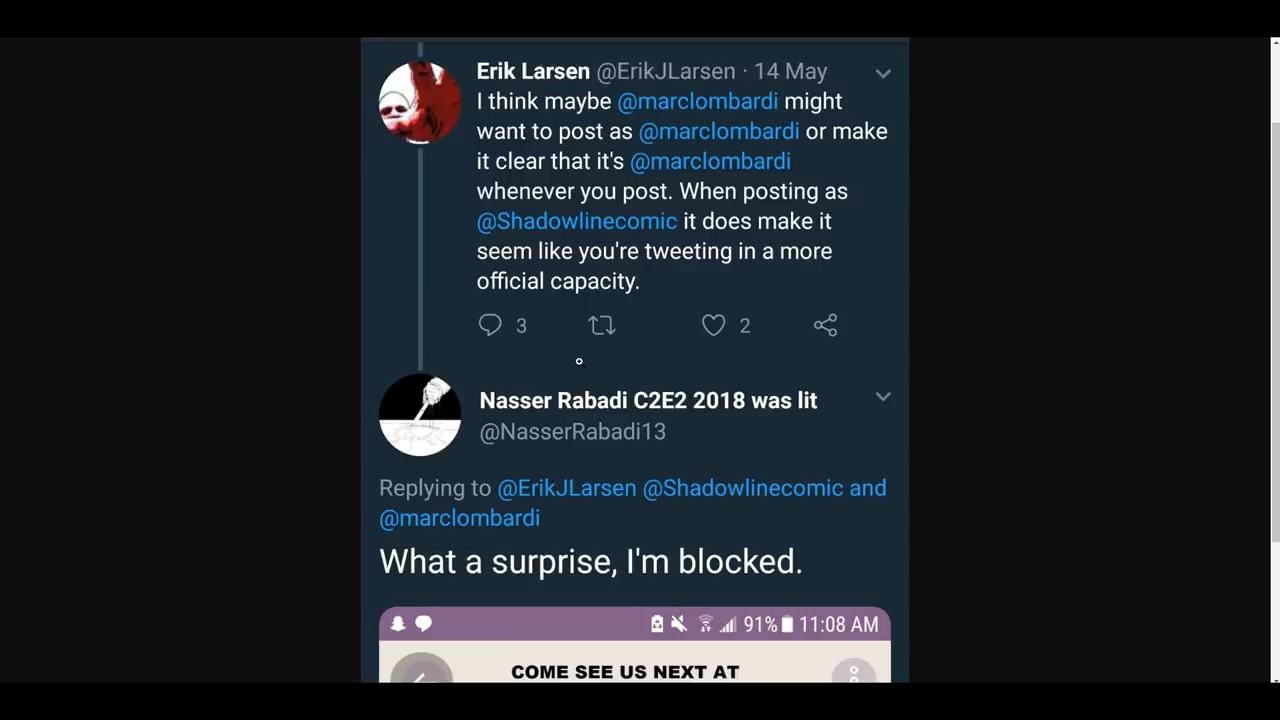 Erik Larsen @ErikJLarsen · 14 May
I think maybe @marclombardi might
want to post as @marclombardi or make
it clear that it's @marclombardi
whenever you post. When posting as
@Shadowlinecomic it does make it
seem like you're tweeting in a more
official capacity.
3 2
Nasser Rabadi C2E2 2018 was lit
@NasserRabadi13
Replying to @ErikJLarsen @Shadowlinecomic and
@marclombardi
What a surprise, I'm blocked.
91% 11:08 AM
COME SEE US NEXT AT